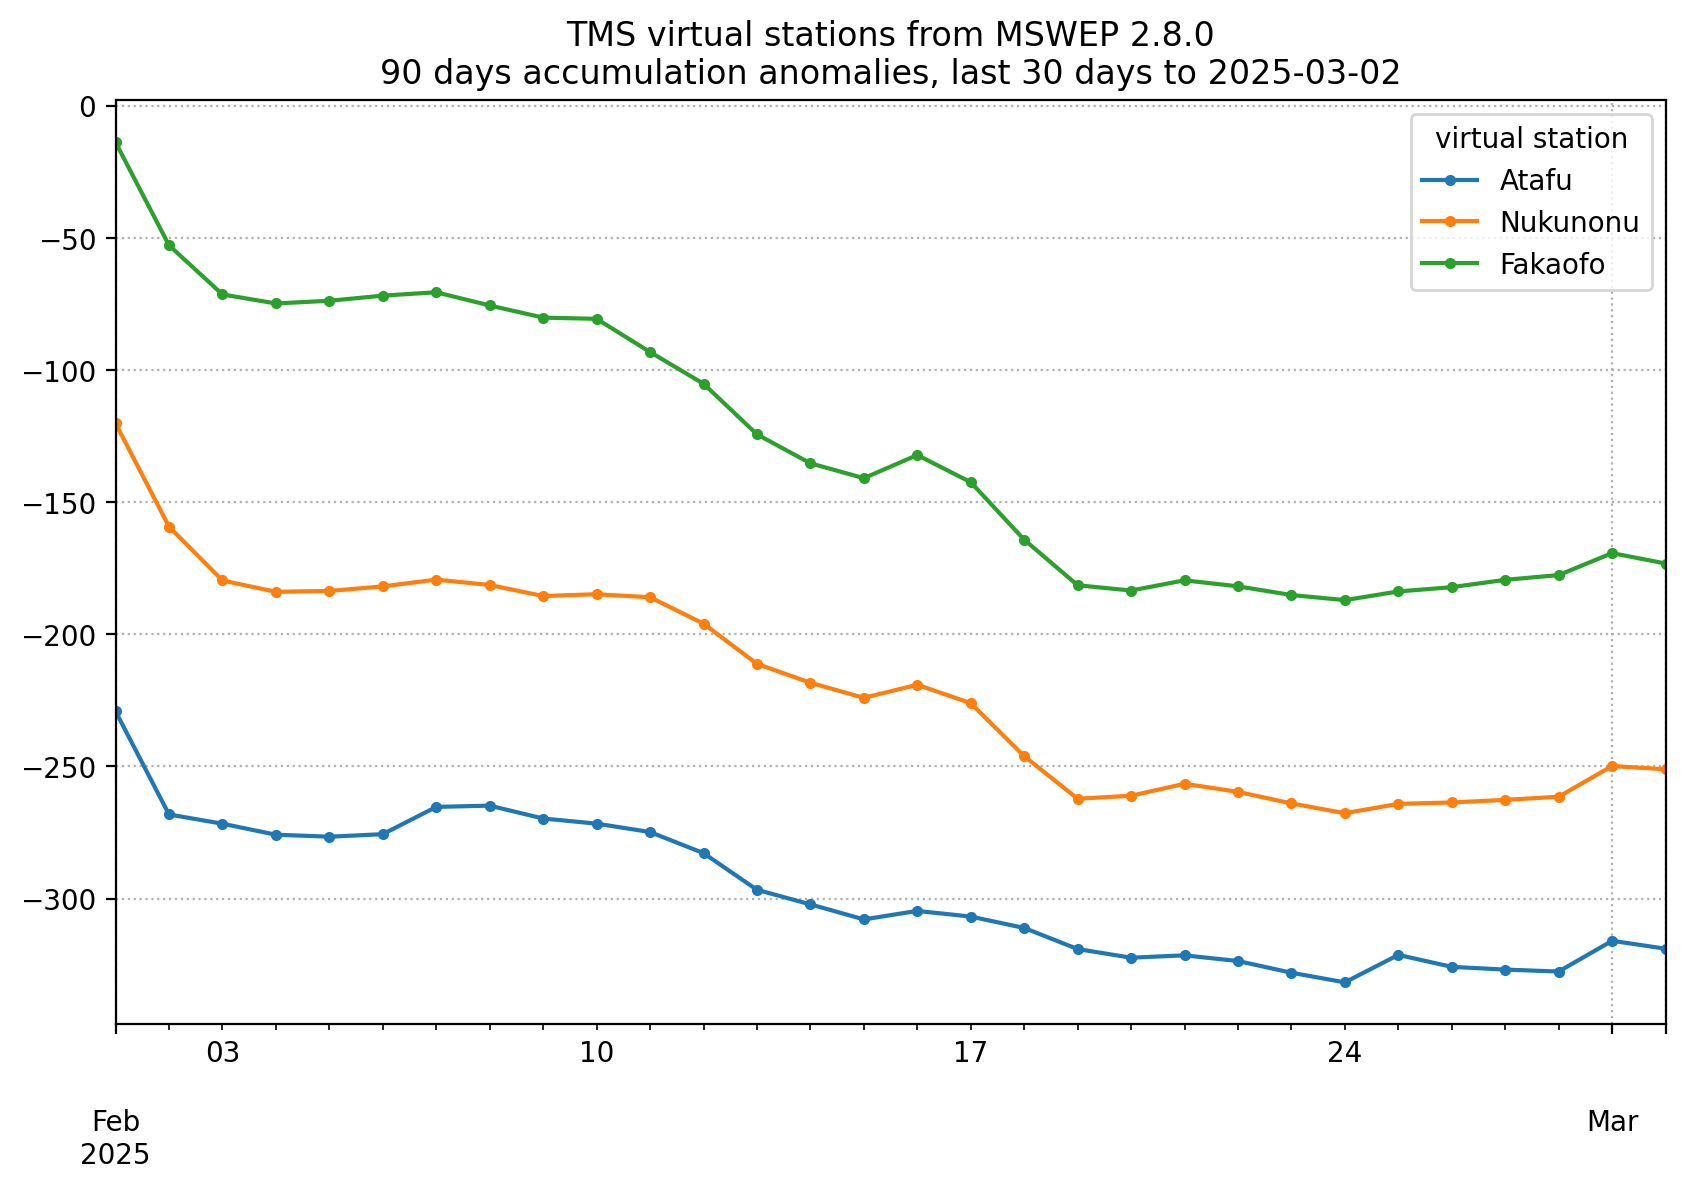 TMS virtual stations from MSWEP 2.8.0
90 days accumulation anomalies, last 30 days to 2025-03-02
0
−50
−100
−150
−200
−250
−300
virtual station
Atafu
Nukunonu
Fakaofo
03 10 17 24
Feb Mar
2025